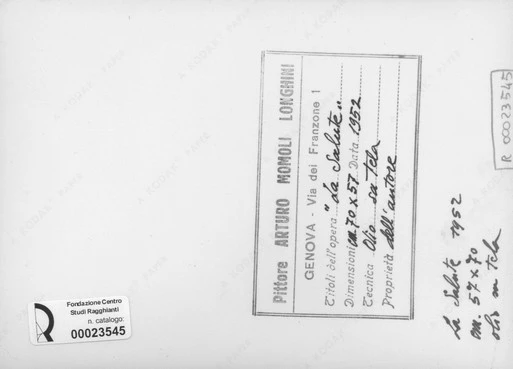 Pittore ARTURO MOMOLI LONGHINI
GENOVA - Via dei Franzone 1
Titoli dell'opera "La Salute"
Dimensioni cm. 70 x 57 Data 1952
Tecnica Olio su tela
Proprietà dell'autore
La Salute 1952
cm. 57 x 70
olio su tela
R 00023545
Fondazione Centro
Studi Ragghianti
n. catalogo:
00023545